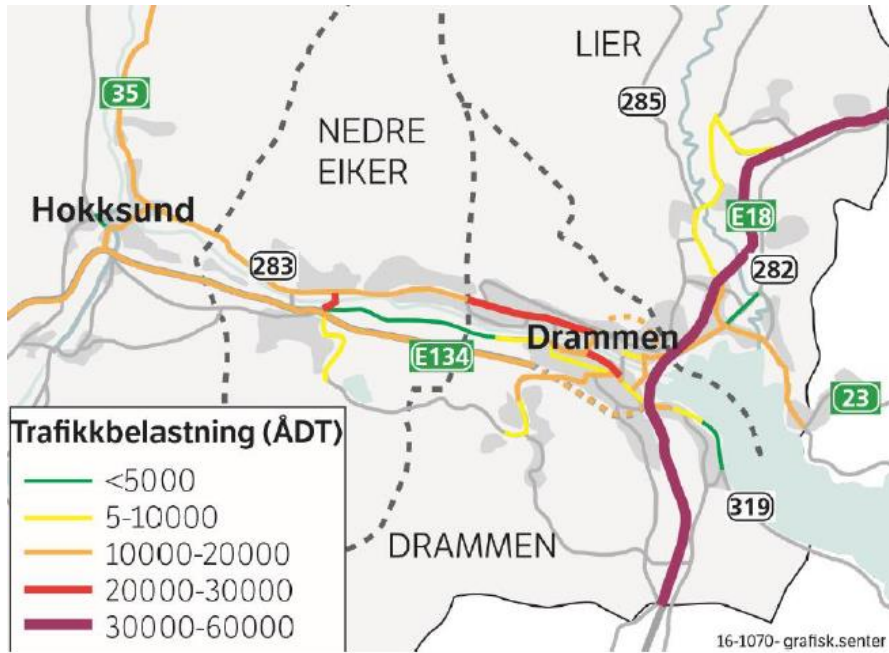 LIER
35
285
NEDRE
EIKER
Hokksund
E18
283
282
Drammen
E134
23
Trafikkbelastning (ÅDT)
<5000
5-10000
10000-20000
20000-30000
30000-60000
319
DRAMMEN
16-1070- grafisk.senter